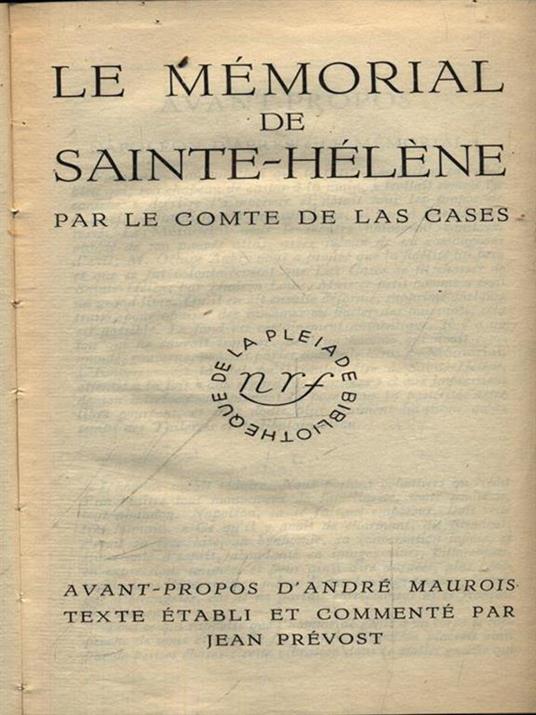 LE MÉMORIAL
DE
SAINTE-HÉLÈNE
PAR LE COMTE DE LAS CASES
BIBLIOTHEQUE DE LA PLEIADE
nrf
AVANT-PROPOS D'ANDRÉ MAUROIS
TEXTE ÉTABLI ET COMMENTÉ PAR
JEAN PRÉVOST